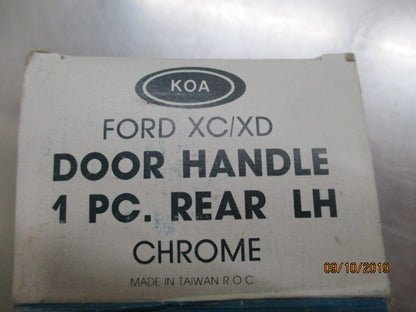 KOA
FORD XC/XD
DOOR HANDLE
1 PC. REAR LH
CHROME
MADE IN TAIWAN R.O.C.
09/10/2019